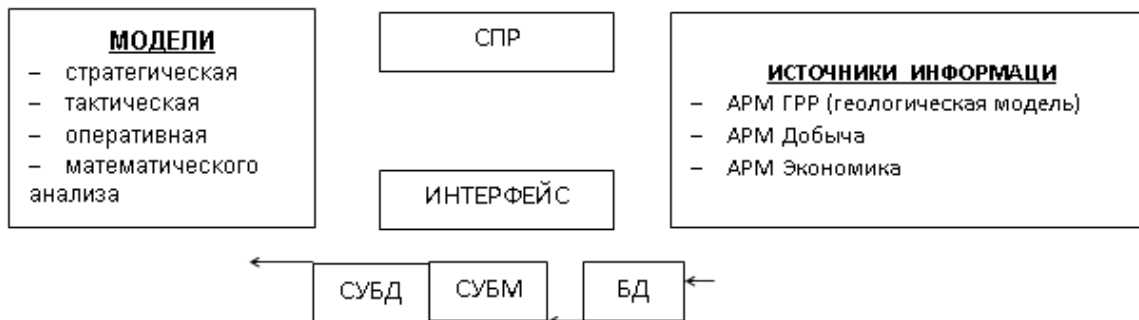 МОДЕЛИ
– стратегическая
– тактическая
– оперативная
– математического
анализа
СПР
ИНТЕРФЕЙС
ИСТОЧНИКИ ИНФОРМАЦИ
– АРМ ГРР (геологическая модель)
– АРМ Добыча
– АРМ Экономика
СУБД
СУБМ
БД